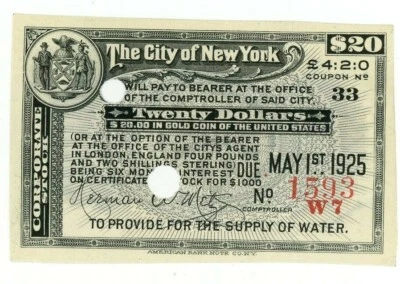 The City of New York
$20
£4:2:0
COUPON No
33
WILL PAY TO BEARER AT THE OFFICE
OF THE COMPTROLLER OF SAID CITY.
Twenty Dollars
$20.00 IN GOLD COIN OF THE UNITED STATES
(OR AT THE OPTION OF THE BEARER
AT THE OFFICE OF THE CITY'S AGENT
IN LONDON, ENGLAND, FOUR POUNDS
AND TWO SHILLINGS STERLING)
BEING SIX MON INTEREST
ON CERTIFICATE STOCK FOR $1000
DUE MAY 1ST 1925
No 1593
W7
COMPTROLLER
TO PROVIDE FOR THE SUPPLY OF WATER.
CORPORATE
STOCK
AMERICAN BANK NOTE CO. N.Y.